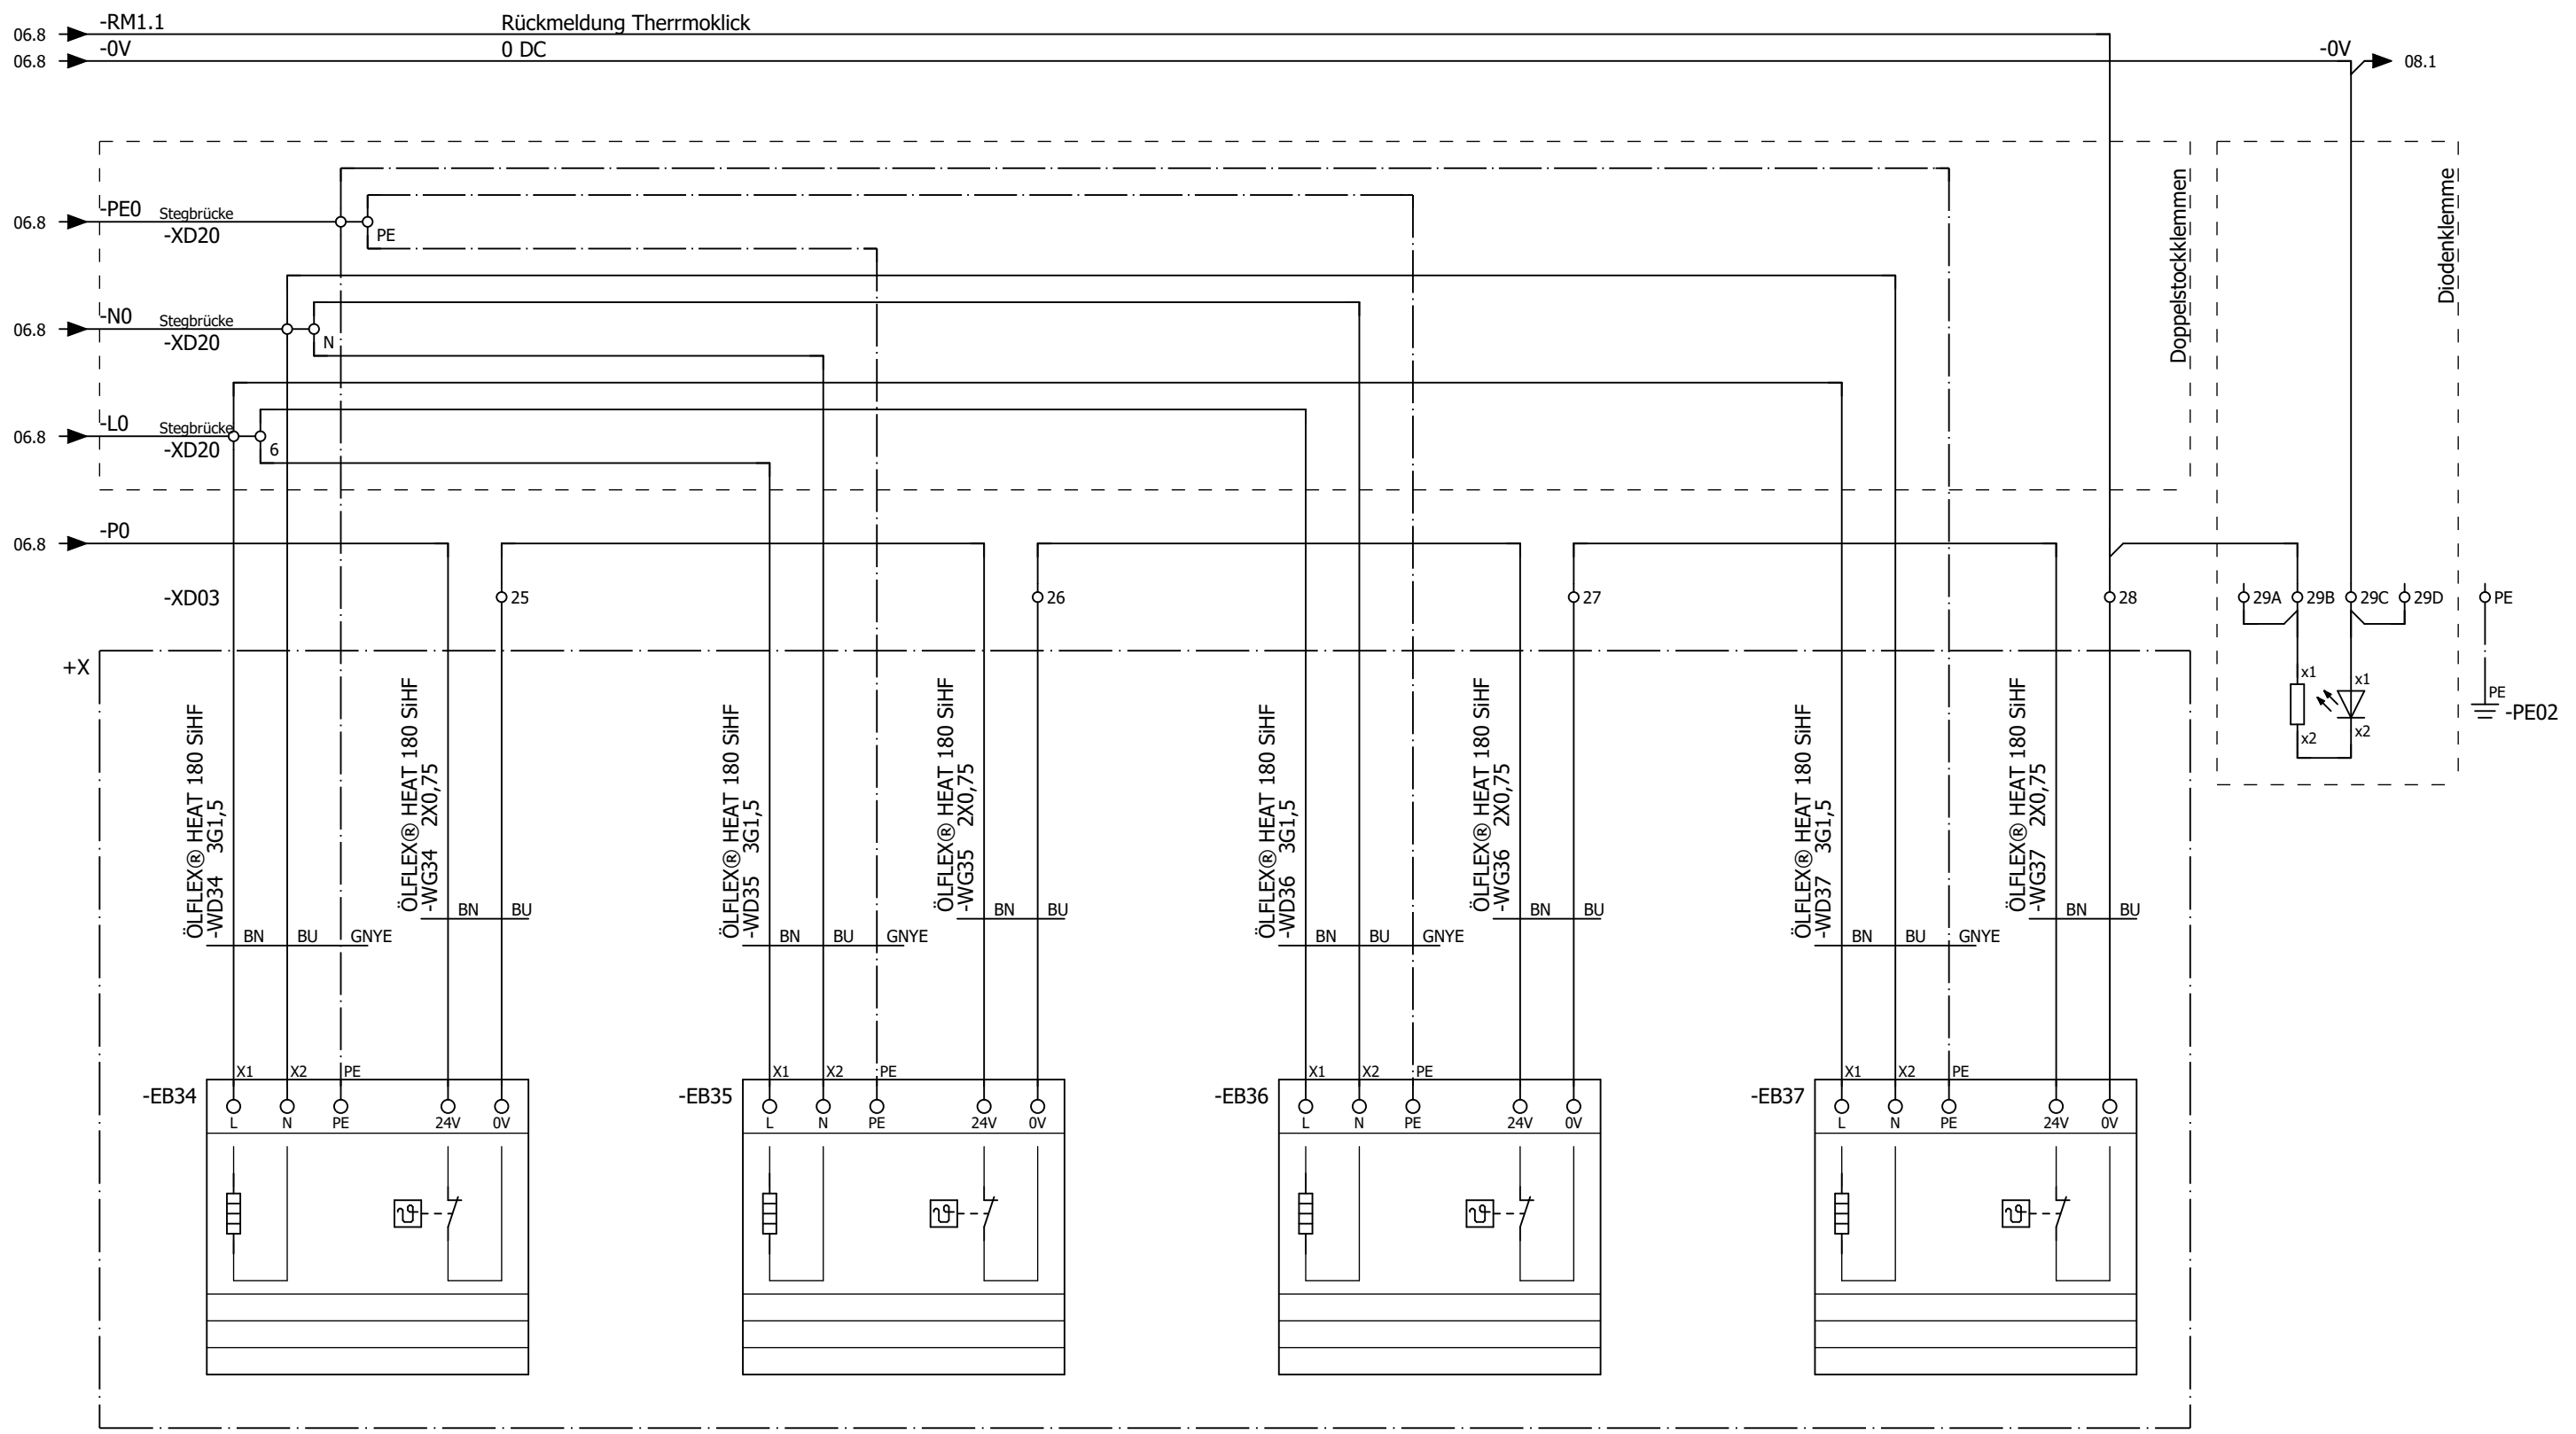 -RM1.1 Rückmeldung Therrmoklick
06.8
-0V 0 DC -0V
06.8 08.1
-PE0 Stegbrücke
06.8
-XD20 PE
-N0 Stegbrücke
06.8
-XD20 N
-L0 Stegbrücke
06.8
-XD20 6
Doppelstockklemmen
Diodenklemme
-P0
06.8
-XD03 25 26 27 28 29A 29B 29C 29D PE
+X
x1 x1
x2 x2
PE
-PE02
ÖLFLEX® HEAT 180 SiHF
-WD34 3G1,5
ÖLFLEX® HEAT 180 SiHF
-WG34 2X0,75
ÖLFLEX® HEAT 180 SiHF
-WD35 3G1,5
ÖLFLEX® HEAT 180 SiHF
-WG35 2X0,75
ÖLFLEX® HEAT 180 SiHF
-WD36 3G1,5
ÖLFLEX® HEAT 180 SiHF
-WG36 2X0,75
ÖLFLEX® HEAT 180 SiHF
-WD37 3G1,5
ÖLFLEX® HEAT 180 SiHF
-WG37 2X0,75
BN BU BN BU BN BU BN BU
BN BU GNYE BN BU GNYE BN BU GNYE BN BU GNYE
X1 X2 PE X1 X2 PE X1 X2 PE X1 X2 PE
-EB34 -EB35 -EB36 -EB37
L N PE 24V 0V L N PE 24V 0V L N PE 24V 0V L N PE 24V 0V
ϑ ϑ ϑ ϑ